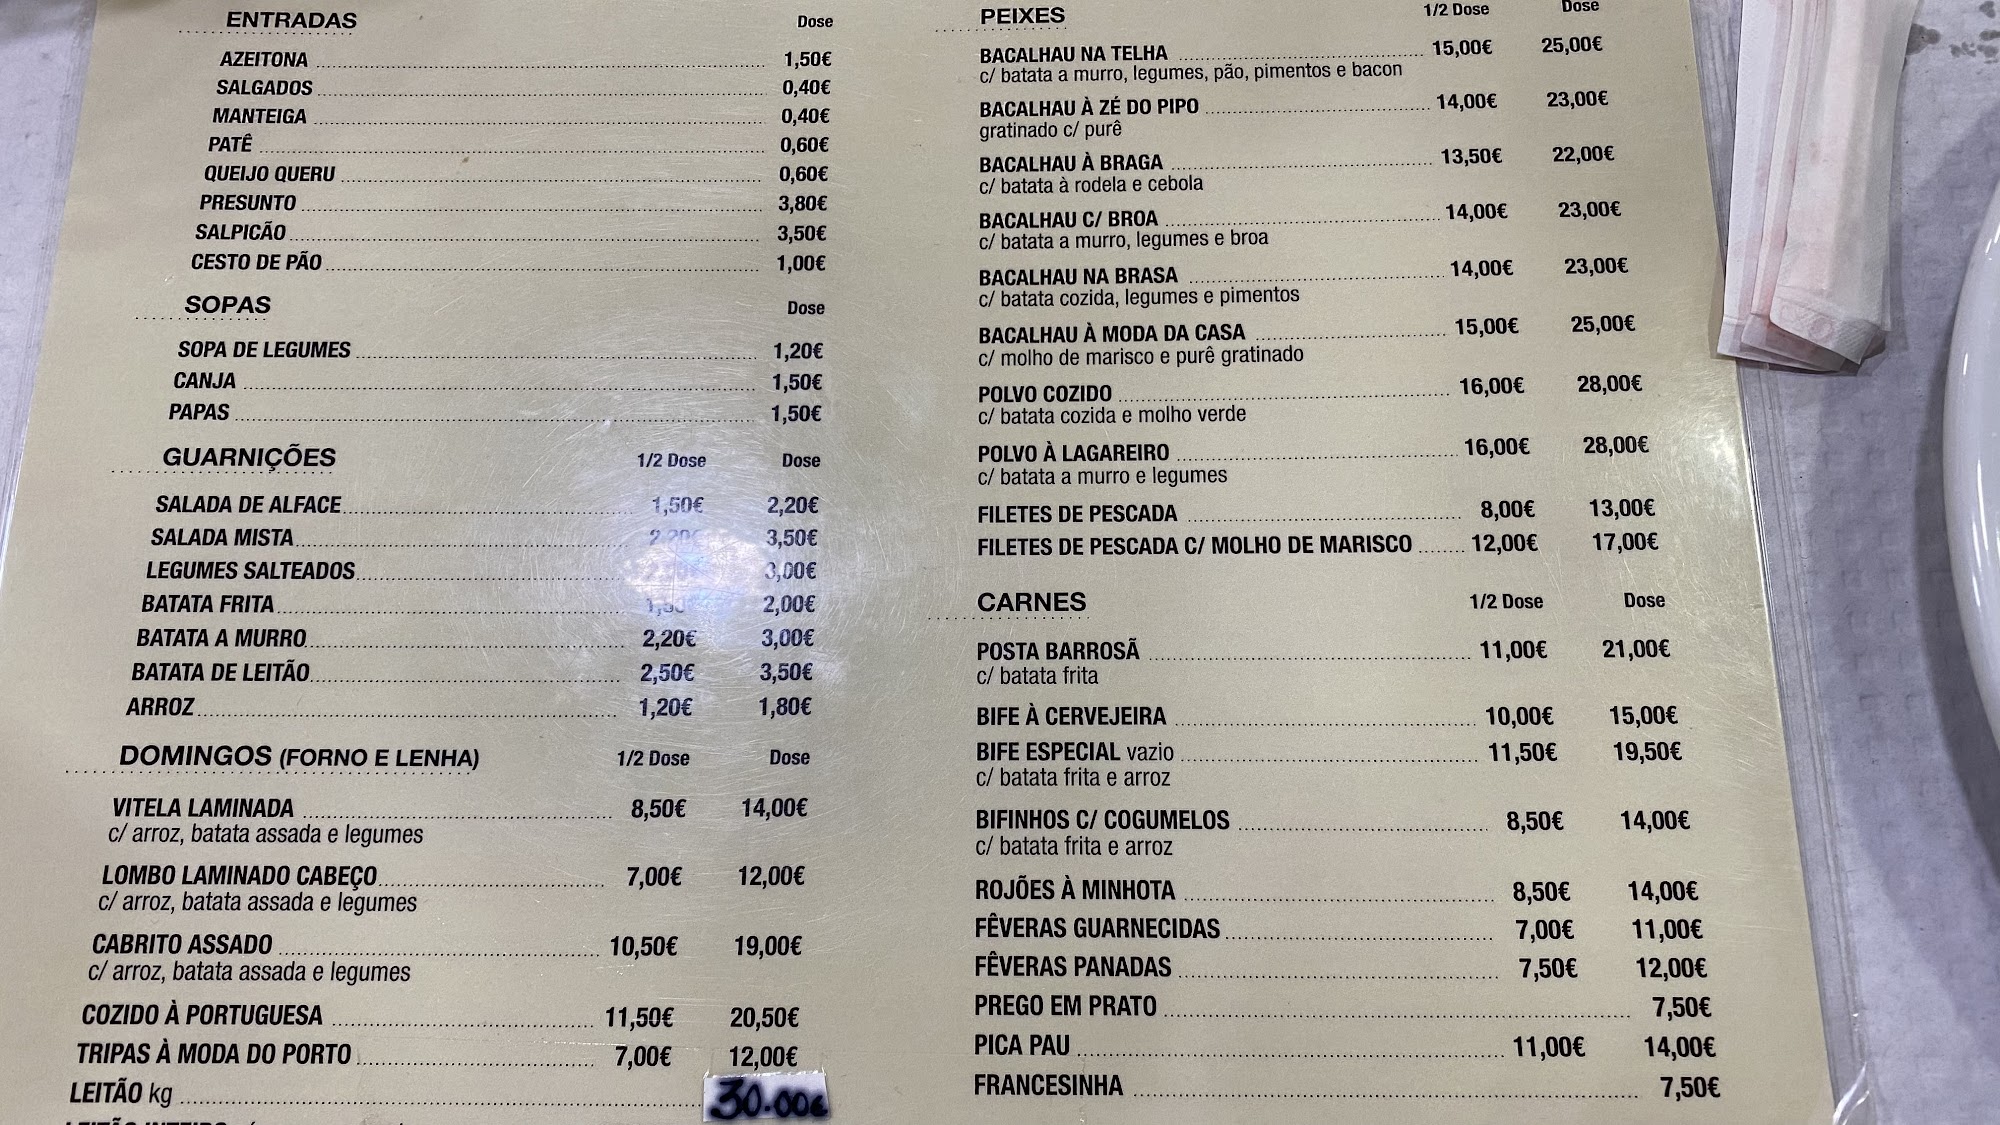 ENTRADAS Dose
AZEITONA 1,50€
SALGADOS 0,40€
MANTEIGA 0,40€
PATÊ 0,60€
QUEIJO QUERU 0,60€
PRESUNTO 3,80€
SALPICÃO 3,50€
CESTO DE PÃO 1,00€
SOPAS Dose
SOPA DE LEGUMES 1,20€
CANJA 1,50€
PAPAS 1,50€
GUARNIÇÕES 1/2 Dose Dose
SALADA DE ALFACE 1,50€ 2,20€
SALADA MISTA 2,20€ 3,50€
LEGUMES SALTEADOS 3,00€
BATATA FRITA 2,00€
BATATA A MURRO 2,20€ 3,00€
BATATA DE LEITÃO 2,50€ 3,50€
ARROZ 1,20€ 1,80€
DOMINGOS (FORNO E LENHA) 1/2 Dose Dose
VITELA LAMINADA 8,50€ 14,00€
c/ arroz, batata assada e legumes
LOMBO LAMINADO CABEÇO 7,00€ 12,00€
c/ arroz, batata assada e legumes
CABRITO ASSADO 10,50€ 19,00€
c/ arroz, batata assada e legumes
COZIDO À PORTUGUESA 11,50€ 20,50€
TRIPAS À MODA DO PORTO 7,00€ 12,00€
LEITÃO kg 30.00€
PEIXES 1/2 Dose Dose
BACALHAU NA TELHA 15,00€ 25,00€
c/ batata a murro, legumes, pão, pimentos e bacon
BACALHAU À ZÉ DO PIPO 14,00€ 23,00€
gratinado c/ purê
BACALHAU À BRAGA 13,50€ 22,00€
c/ batata à rodela e cebola
BACALHAU C/ BROA 14,00€ 23,00€
c/ batata a murro, legumes e broa
BACALHAU NA BRASA 14,00€ 23,00€
c/ batata cozida, legumes e pimentos
BACALHAU À MODA DA CASA 15,00€ 25,00€
c/ molho de marisco e purê gratinado
POLVO COZIDO 16,00€ 28,00€
c/ batata cozida e molho verde
POLVO À LAGAREIRO 16,00€ 28,00€
c/ batata a murro e legumes
FILETES DE PESCADA 8,00€ 13,00€
FILETES DE PESCADA C/ MOLHO DE MARISCO 12,00€ 17,00€
CARNES 1/2 Dose Dose
POSTA BARROSÃ 11,00€ 21,00€
c/ batata frita
BIFE À CERVEJEIRA 10,00€ 15,00€
BIFE ESPECIAL vazio 11,50€ 19,50€
c/ batata frita e arroz
BIFINHOS C/ COGUMELOS 8,50€ 14,00€
c/ batata frita e arroz
ROJÕES À MINHOTA 8,50€ 14,00€
FÊVERAS GUARNECIDAS 7,00€ 11,00€
FÊVERAS PANADAS 7,50€ 12,00€
PREGO EM PRATO 7,50€
PICA PAU 11,00€ 14,00€
FRANCESINHA 7,50€